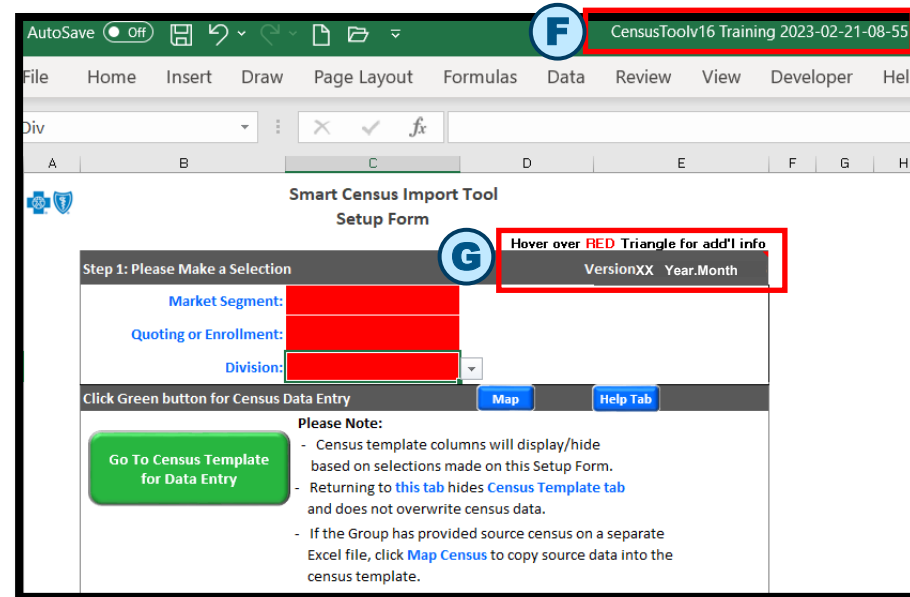 AutoSave Off F CensusToolv16 Training 2023-02-21-08-55
File Home Insert Draw Page Layout Formulas Data Review View Developer Hel
Div fx
A B C D E F G H
Smart Census Import Tool
Setup Form
Hover over RED Triangle for add'l info
G
Step 1: Please Make a Selection VersionXX Year.Month
Market Segment:
Quoting or Enrollment:
Division:
Click Green button for Census Data Entry Map Help Tab
Please Note:
- Census template columns will display/hide
based on selections made on this Setup Form.
Go To Census Template
for Data Entry
- Returning to this tab hides Census Template tab
and does not overwrite census data.
- If the Group has provided source census on a separate
Excel file, click Map Census to copy source data into the
census template.